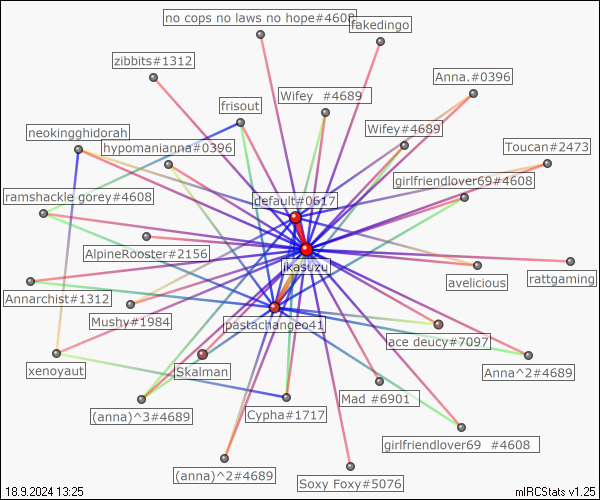 no cops no laws no hope#4608
fakedingo
zibbits#1312
Anna.#0396
Wifey #4689
frisout
neokingghidorah
Wifey#4689
hypomanianna#0396
Toucan#2473
girlfriendlover69#4608
ramshackle gorey#4608
default#0617
AlpineRooster#2156
ikasuzu
avelicious
rattgaming
Annarchist#1312
Mushy#1984
pastachangeo41
ace deucy#7097
xenoyaut
Skalman
Anna^2#4689
Mad #6901
(anna)^3#4689
Cypha#1717
girlfriendlover69 #4608
(anna)^2#4689
Soxy Foxy#5076
18.9.2024 13:25
mIRCStats v1.25